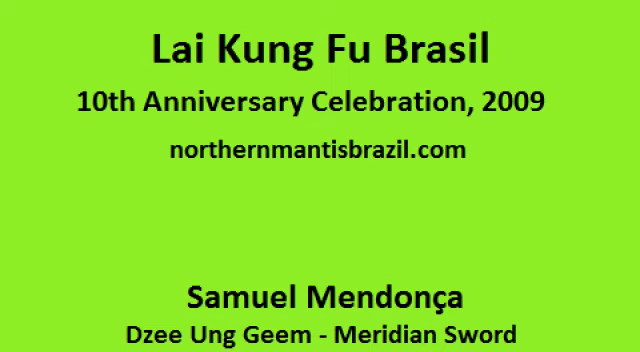 Lai Kung Fu Brasil
10th Anniversary Celebration, 2009
northernmantisbrazil.com
Samuel Mendonça
Dzee Ung Geem - Meridian Sword